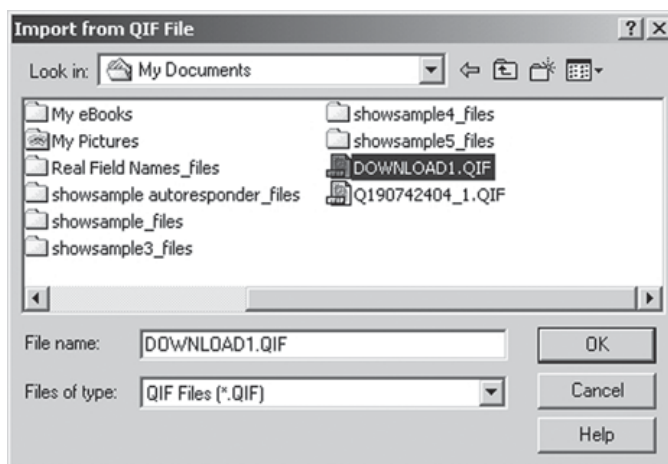 Import from QIF File
Look in: My Documents
My eBooks
My Pictures
Real Field Names_files
showsample autoresponder_files
showsample_files
showsample3_files
showsample4_files
showsample5_files
DOWNLOAD1.QIF
Q190742404_1.QIF
File name: DOWNLOAD1.QIF
OK
Files of type: QIF Files (*.QIF)
Cancel
Help